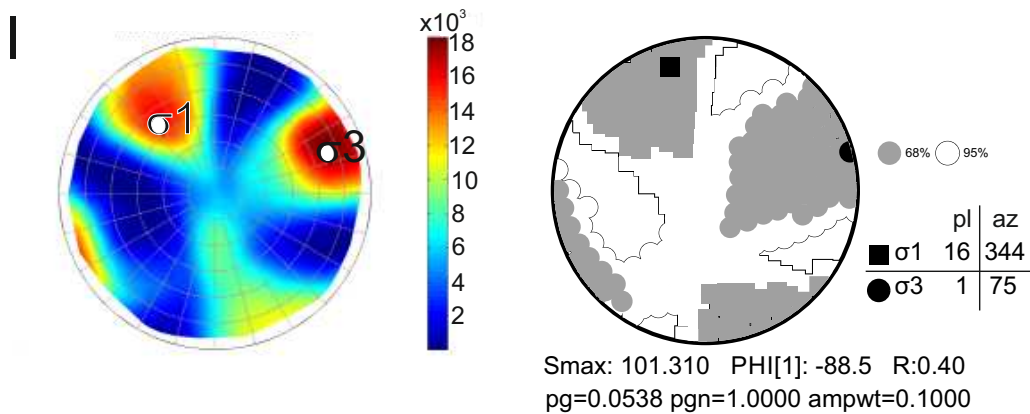 I
x10³
18
16
14
12
10
8
6
4
2
σ1
σ3
68% 95%
pl az
σ1 16 344
σ3 1 75
Smax: 101.310 PHI[1]: -88.5 R:0.40
pg=0.0538 pgn=1.0000 ampwt=0.1000